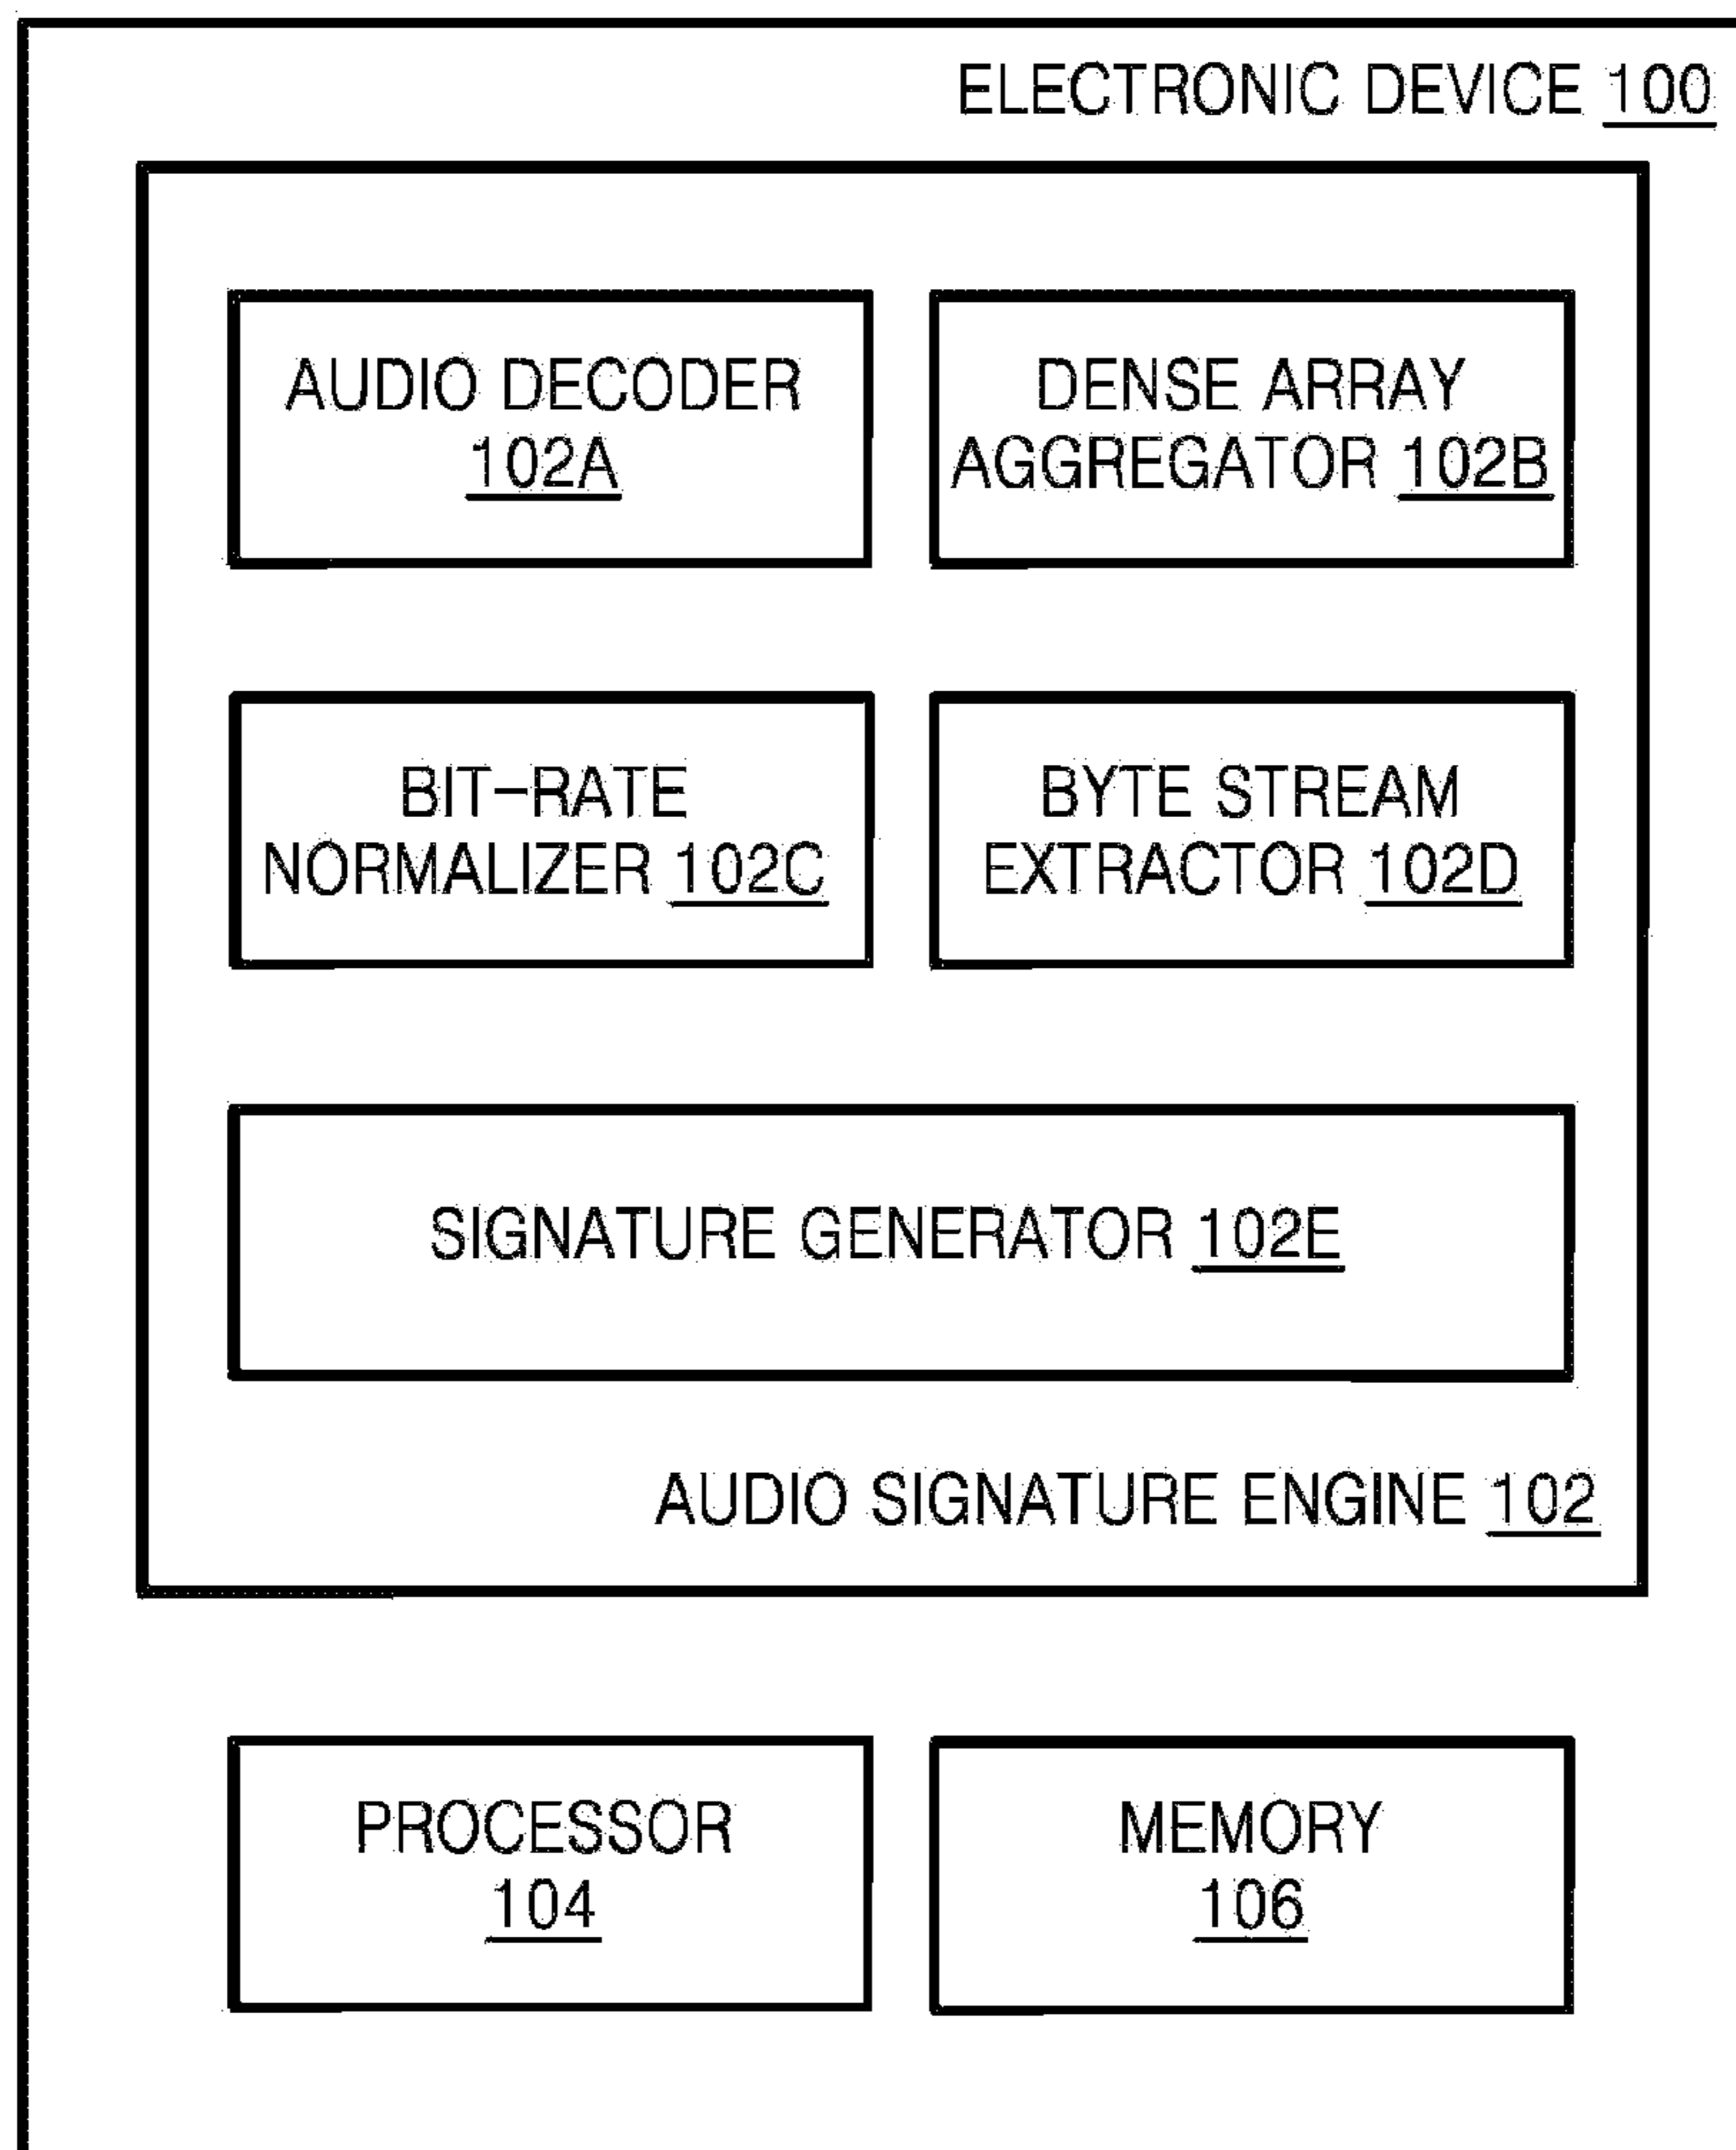 ELECTRONIC DEVICE 100
AUDIO DECODER
102A
DENSE ARRAY
AGGREGATOR 102B
BIT-RATE
NORMALIZER 102C
BYTE STREAM
EXTRACTOR 102D
SIGNATURE GENERATOR 102E
AUDIO SIGNATURE ENGINE 102
PROCESSOR
104
MEMORY
106